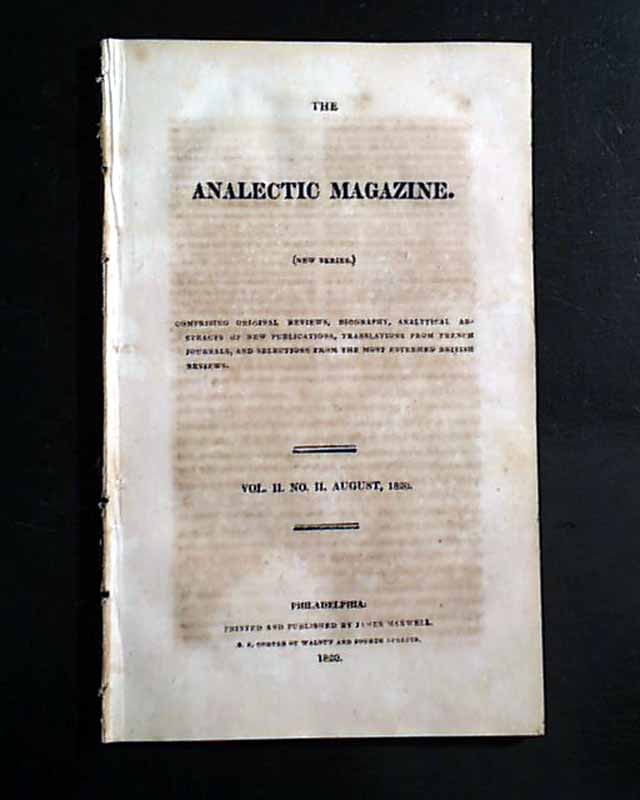 THE
ANALECTIC MAGAZINE.
(NEW SERIES.)
COMPRISING ORIGINAL REVIEWS, BIOGRAPHY, ANALYTICAL AB-
STRACTS OF NEW PUBLICATIONS, TRANSLATIONS FROM FRENCH
JOURNALS, AND SELECTIONS FROM THE MOST ESTEEMED BRITISH
REVIEWS.
VOL. II. NO. II. AUGUST, 1820.
PHILADELPHIA:
PRINTED AND PUBLISHED BY JAMES MAXWELL,
S. E. CORNER OF WALNUT AND FOURTH STREETS.
1820.